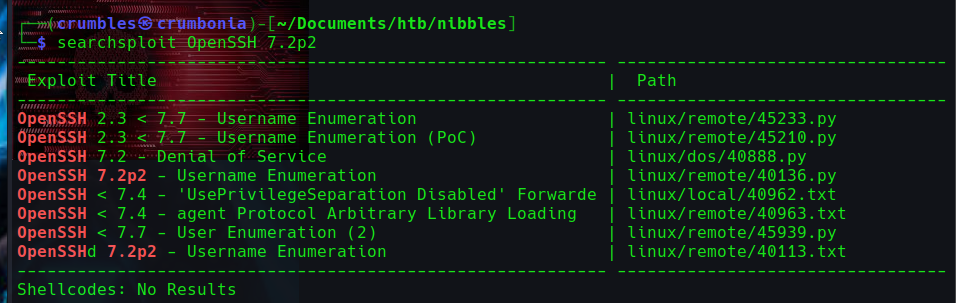 ┌──(crumbles㉿crumbonia)-[~/Documents/htb/nibbles]
└─$ searchsploit OpenSSH 7.2p2
----------------------------------------------------------- ---------------------------------
 Exploit Title                                             |  Path
----------------------------------------------------------- ---------------------------------
OpenSSH 2.3 < 7.7 - Username Enumeration                   | linux/remote/45233.py
OpenSSH 2.3 < 7.7 - Username Enumeration (PoC)             | linux/remote/45210.py
OpenSSH 7.2 - Denial of Service                            | linux/dos/40888.py
OpenSSH 7.2p2 - Username Enumeration                       | linux/remote/40136.py
OpenSSH < 7.4 - 'UsePrivilegeSeparation Disabled' Forwarde | linux/local/40962.txt
OpenSSH < 7.4 - agent Protocol Arbitrary Library Loading   | linux/remote/40963.txt
OpenSSH < 7.7 - User Enumeration (2)                       | linux/remote/45939.py
OpenSSHd 7.2p2 - Username Enumeration                      | linux/remote/40113.txt
----------------------------------------------------------- ---------------------------------
Shellcodes: No Results